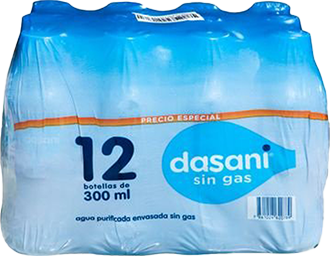 PRECIO ESPECIAL
12
botellas de
300 ml
dasani
sin gas
agua purificada envasada sin gas